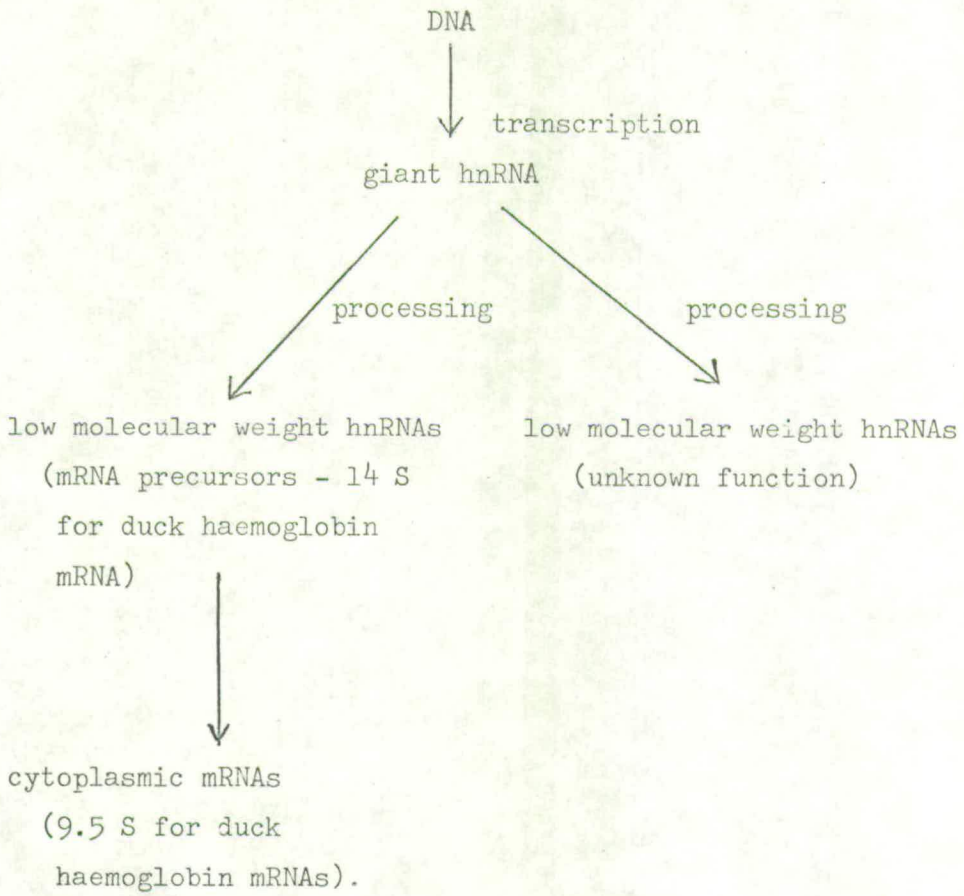 DNA
transcription
giant hnRNA
processing
processing
low molecular weight hnRNAs
(mRNA precursors - 14 S
for duck haemoglobin
mRNA)
low molecular weight hnRNAs
(unknown function)
cytoplasmic mRNAs
(9.5 S for duck
haemoglobin mRNAs).